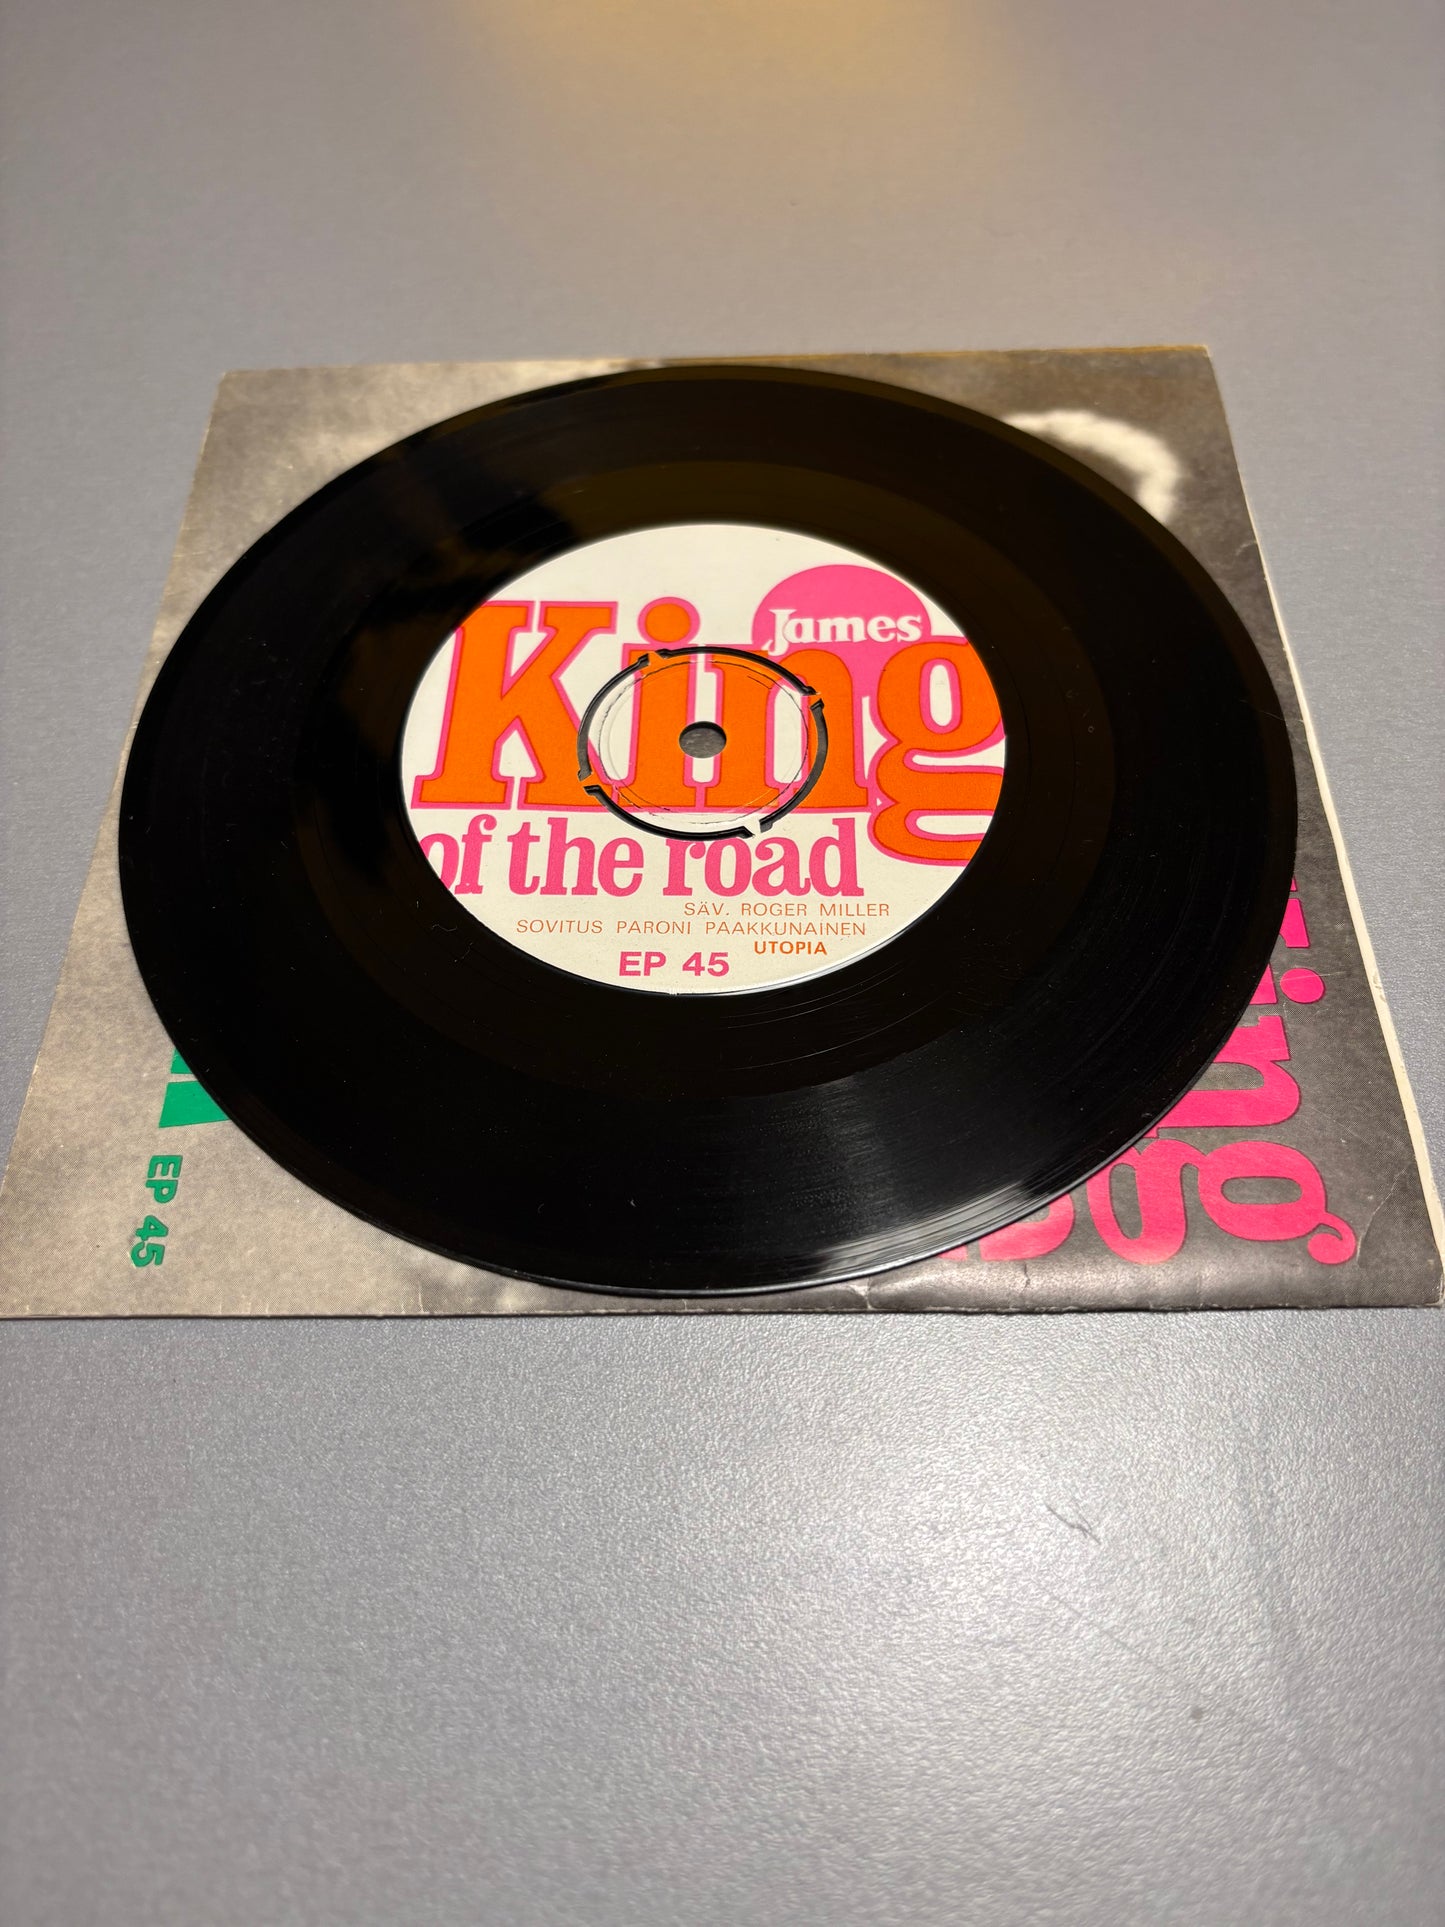 James
King
of the road
SÄV. ROGER MILLER
SOVITUS PARONI PAAKKUNAINEN
UTOPIA
EP 45
EP 45